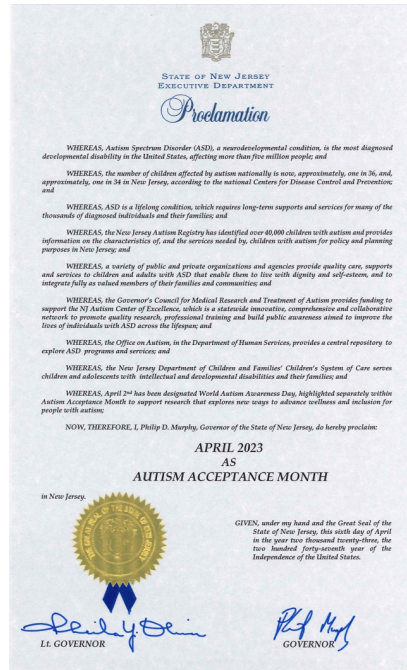 STATE OF NEW JERSEY
EXECUTIVE DEPARTMENT
Proclamation
WHEREAS, Autism Spectrum Disorder (ASD), a neurodevelopmental condition, is the most diagnosed
developmental disability in the United States, affecting more than five million people; and
WHEREAS, the number of children affected by autism nationally is now, approximately, one in 36, and,
approximately, one in 34 in New Jersey, according to the national Centers for Disease Control and Prevention;
and
WHEREAS, ASD is a lifelong condition, which requires long-term supports and services for many of the
thousands of diagnosed individuals and their families; and
WHEREAS, the New Jersey Autism Registry has identified over 40,000 children with autism and provides
information on the characteristics of, and the services needed by, children with autism for policy and planning
purposes in New Jersey; and
WHEREAS, a variety of public and private organizations and agencies provide quality care, supports
and services to children and adults with ASD that enable them to live with dignity and self-esteem, and to
integrate fully as valued members of their families and communities; and
WHEREAS, the Governor's Council for Medical Research and Treatment of Autism provides funding to
support the NJ Autism Center of Excellence, which is a statewide innovative, comprehensive and collaborative
network to promote quality research, professional training and build public awareness aimed to improve the
lives of individuals with ASD across the lifespan; and
WHEREAS, the Office on Autism, in the Department of Human Services, provides a central repository to
explore ASD programs and services; and
WHEREAS, the New Jersey Department of Children and Families' Children's System of Care serves
children and adolescents with intellectual and developmental disabilities and their families; and
WHEREAS, April 2nd has been designated World Autism Awareness Day, highlighted separately within
Autism Acceptance Month to support research that explores new ways to advance wellness and inclusion for
people with autism;
NOW, THEREFORE, I, Philip D. Murphy, Governor of the State of New Jersey, do hereby proclaim:
APRIL 2023
AS
AUTISM ACCEPTANCE MONTH
in New Jersey.
GIVEN, under my hand and the Great Seal of the
State of New Jersey, this sixth day of April
in the year two thousand twenty-three, the
two hundred forty-seventh year of the
Independence of the United States.
Lt. GOVERNOR
GOVERNOR